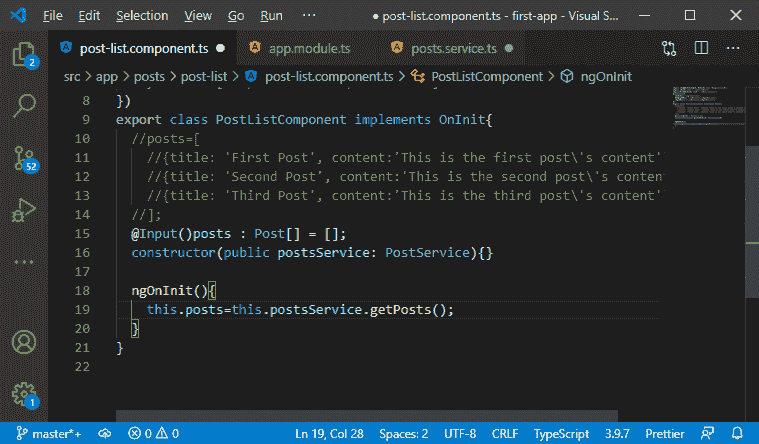 File Edit Selection View Go Run ··· ● post-list.component.ts - first-app - Visual S...
post-list.component.ts ● app.module.ts posts.service.ts ●
src > app > posts > post-list > post-list.component.ts > PostListComponent > ngOnInit
8 })
9 export class PostListComponent implements OnInit{
10 //posts=[
11 //{title: 'First Post', content:'This is the first post\'s content'
12 //{title: 'Second Post', content:'This is the second post\'s conten
13 //{title: 'Third Post', content:'This is the third post\'s content'
14 //];
15 @Input()posts : Post[] = [];
16 constructor(public postsService: PostService){}
17
18 ngOnInit(){
19 this.posts=this.postsService.getPosts();
20 }
21 }
22
2
52
1
master*+ 0 0 Ln 19, Col 28 Spaces: 2 UTF-8 CRLF TypeScript 3.9.7 Prettier